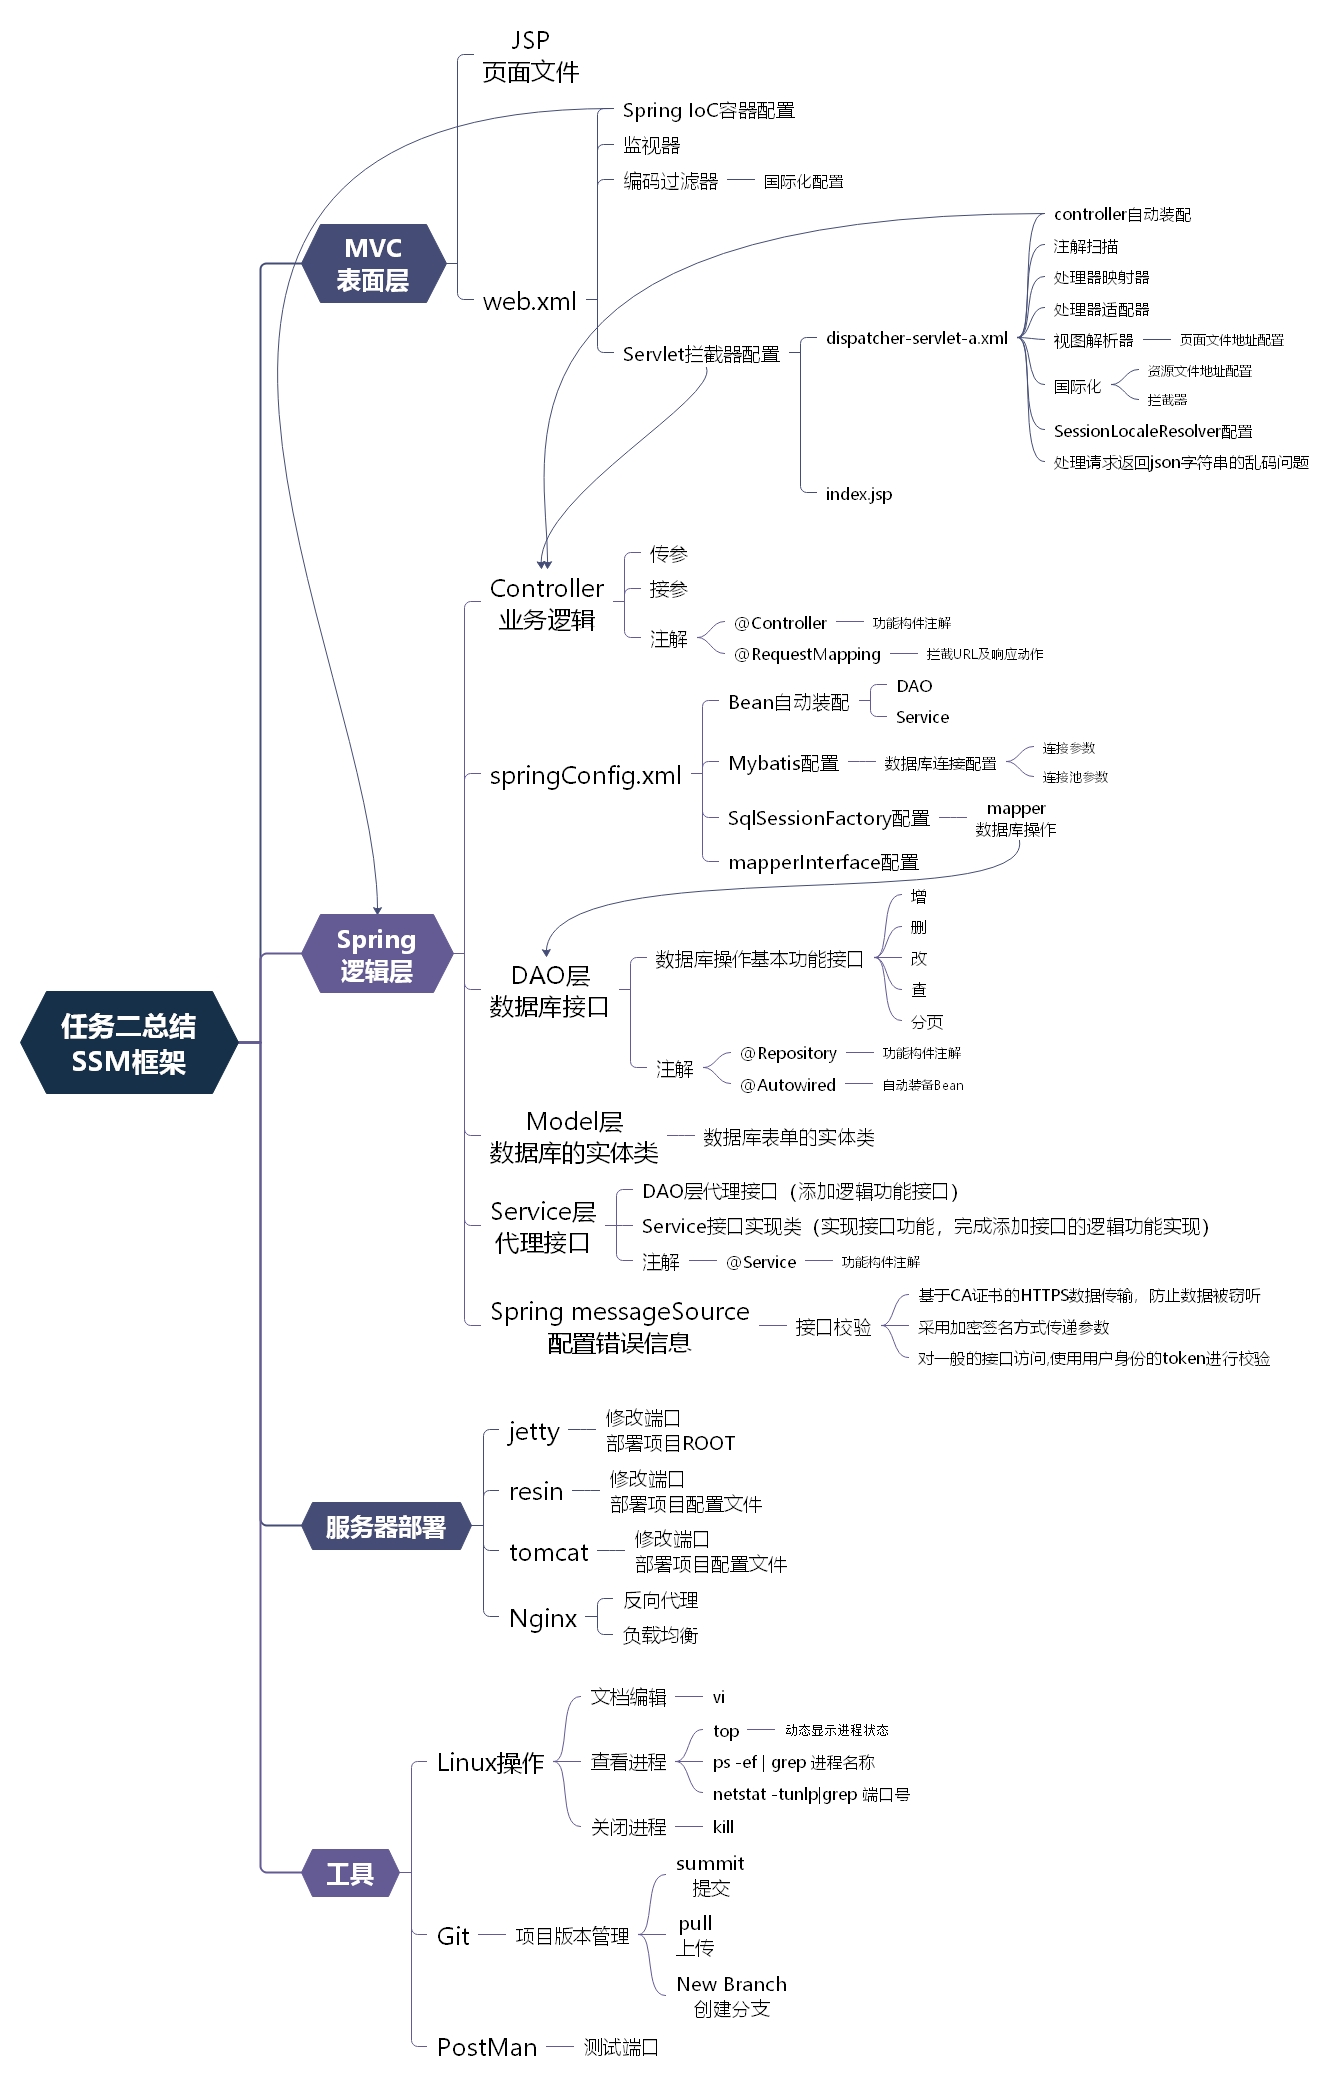 任务二总结
SSM框架
MVC
表面层
JSP
页面文件
web.xml
Spring IoC容器配置
监视器
编码过滤器
国际化配置
Servlet拦截器配置
dispatcher-servlet-a.xml
controller自动装配
注解扫描
处理器映射器
处理器适配器
视图解析器
页面文件地址配置
国际化
资源文件地址配置
拦截器
SessionLocaleResolver配置
处理请求返回json字符串的乱码问题
index.jsp
Spring
逻辑层
Controller
业务逻辑
传参
接参
注解
@Controller
功能构件注解
@RequestMapping
拦截URL及响应动作
springConfig.xml
Bean自动装配
DAO
Service
Mybatis配置
数据库连接配置
连接参数
连接池参数
SqlSessionFactory配置
mapper
数据库操作
mapperInterface配置
DAO层
数据库接口
数据库操作基本功能接口
增
删
改
查
分页
注解
@Repository
功能构件注解
@Autowired
自动装备Bean
Model层
数据库的实体类
数据库表单的实体类
Service层
代理接口
DAO层代理接口（添加逻辑功能接口）
Service接口实现类（实现接口功能，完成添加接口的逻辑功能实现）
注解
@Service
功能构件注解
Spring messageSource
配置错误信息
接口校验
基于CA证书的HTTPS数据传输，防止数据被窃听
采用加密签名方式传递参数
对一般的接口访问,使用用户身份的token进行校验
服务器部署
jetty
修改端口
部署项目ROOT
resin
修改端口
部署项目配置文件
tomcat
修改端口
部署项目配置文件
Nginx
反向代理
负载均衡
工具
Linux操作
文档编辑
vi
查看进程
top
动态显示进程状态
ps -ef | grep 进程名称
netstat -tunlp|grep 端口号
关闭进程
kill
Git
项目版本管理
summit
提交
pull
上传
New Branch
创建分支
PostMan
测试端口